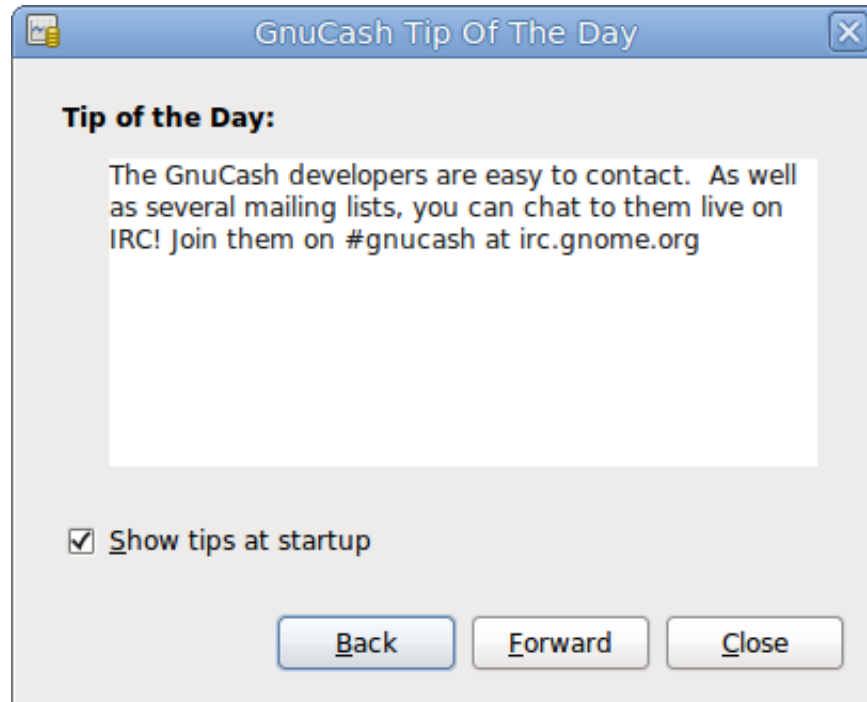 GnuCash Tip Of The Day
Tip of the Day:
The GnuCash developers are easy to contact.  As well
as several mailing lists, you can chat to them live on
IRC! Join them on #gnucash at irc.gnome.org
Show tips at startup
Back
Forward
Close